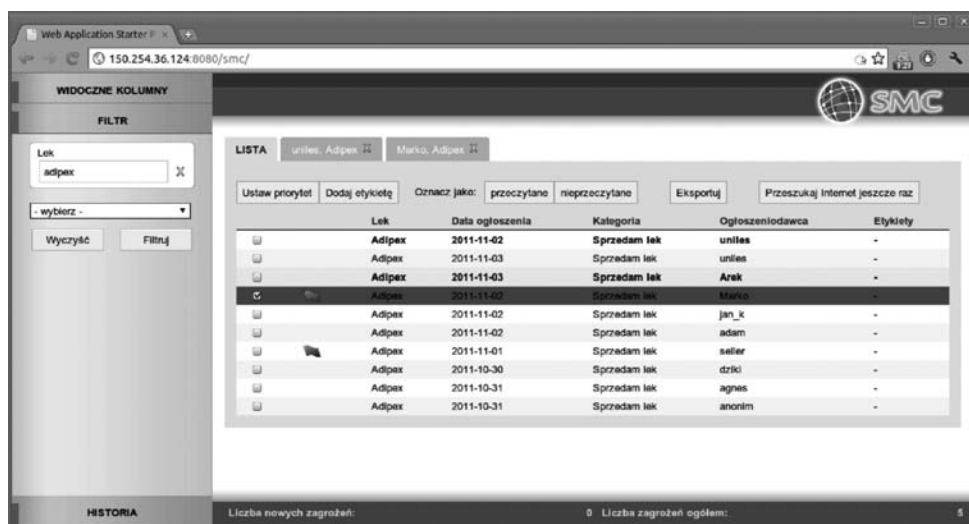 Web Application Starter P
150.254.36.124:8080/smc/
WIDOCZNE KOLUMNY
FILTR
SMC
Lek
adipex
- wybierz -
Wyczyść Filtruj
HISTORIA
LISTA uniles, Adipex Marko, Adipex
Ustaw priorytet Dodaj etykietę Oznacz jako: przeczytane nieprzeczytane Eksportuj Przeszukaj Internet jeszcze raz
Lek Data ogłoszenia Kategoria Ogłoszeniodawca Etykiety
Adipex 2011-11-02 Sprzedam lek uniles -
Adipex 2011-11-03 Sprzedam lek uniles -
Adipex 2011-11-03 Sprzedam lek Arek -
Adipex 2011-11-02 Sprzedam lek Marko -
Adipex 2011-11-02 Sprzedam lek jan_k -
Adipex 2011-11-02 Sprzedam lek adam -
Adipex 2011-11-01 Sprzedam lek seller -
Adipex 2011-10-30 Sprzedam lek dziki -
Adipex 2011-10-31 Sprzedam lek agnes -
Adipex 2011-10-31 Sprzedam lek anonim -
Liczba nowych zagrożeń: 0 Liczba zagrożeń ogółem: 5